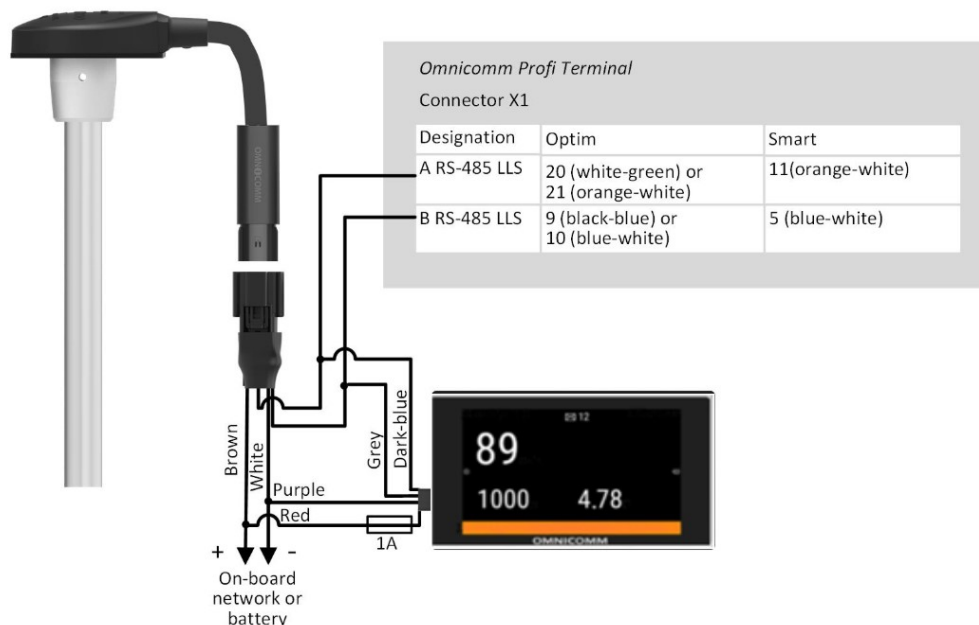 OMNICOMM
Omnicomm Profi Terminal
Connector X1
Designation Optim Smart
A RS-485 LLS 20 (white-green) or 11(orange-white)
21 (orange-white)
B RS-485 LLS 9 (black-blue) or 5 (blue-white)
10 (blue-white)
Brown
White
Grey
Dark-blue
Purple
Red
1A
12
89
1000 4.78
OMNICOMM
+ -
On-board
network or
battery